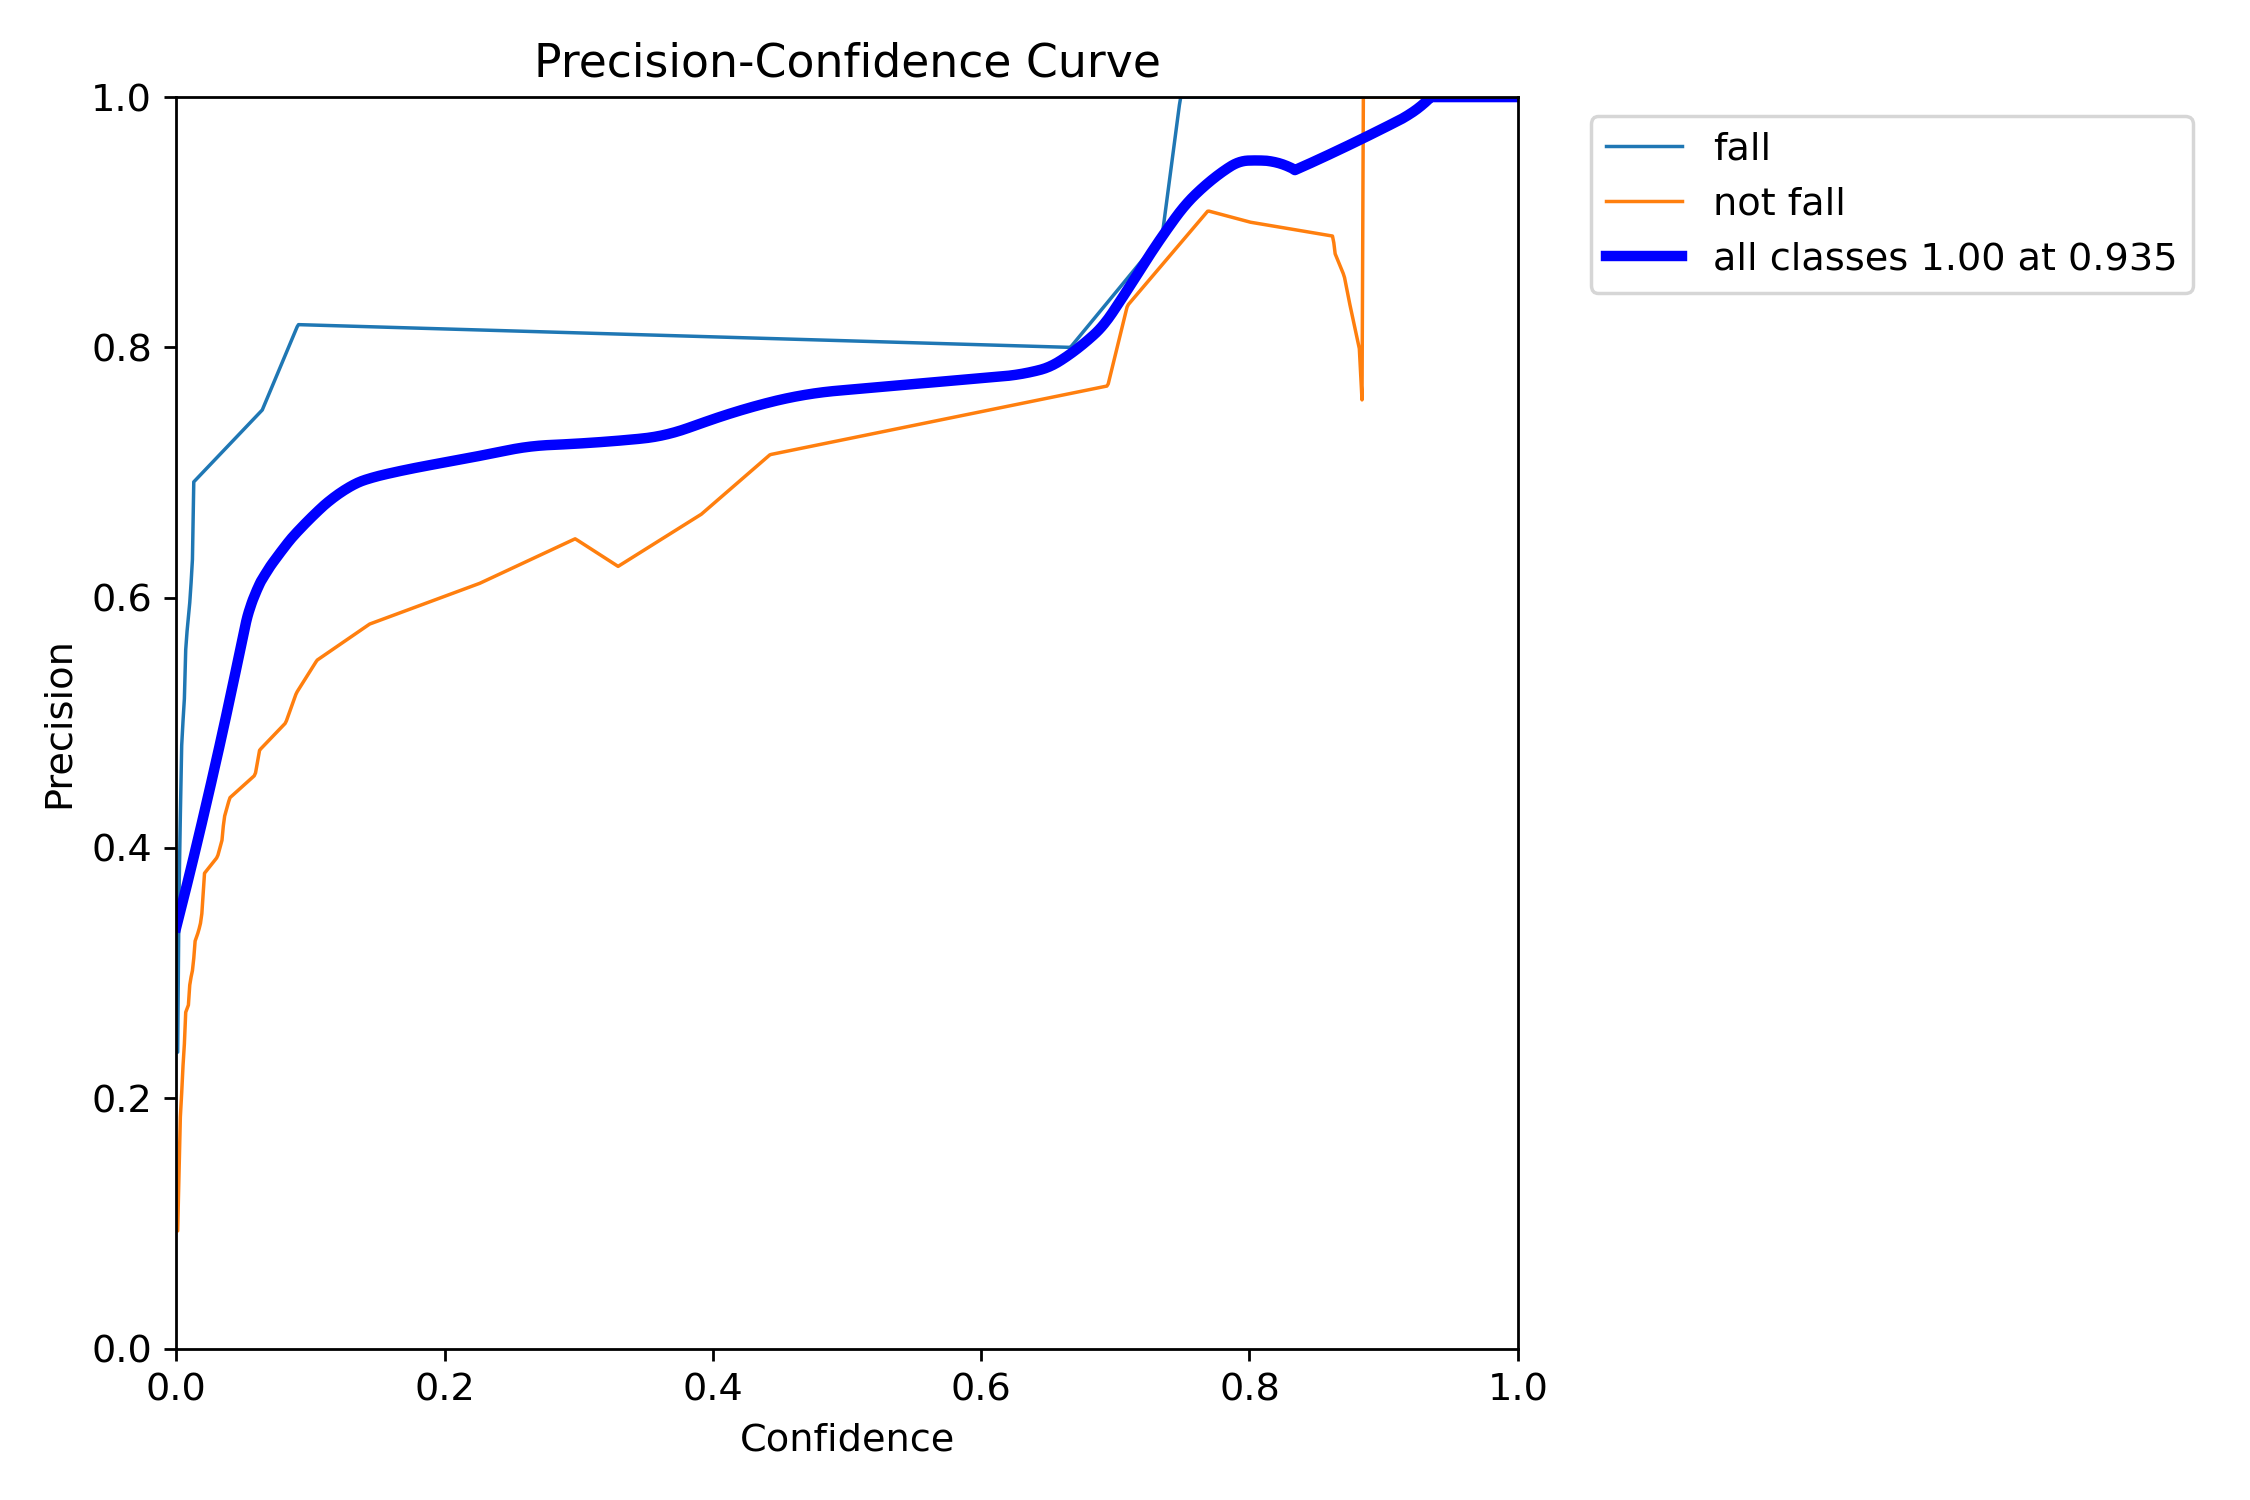 Precision-Confidence Curve
fall
not fall
all classes 1.00 at 0.935
Precision
1.0
0.8
0.6
0.4
0.2
0.0
0.0 0.2 0.4 0.6 0.8 1.0
Confidence